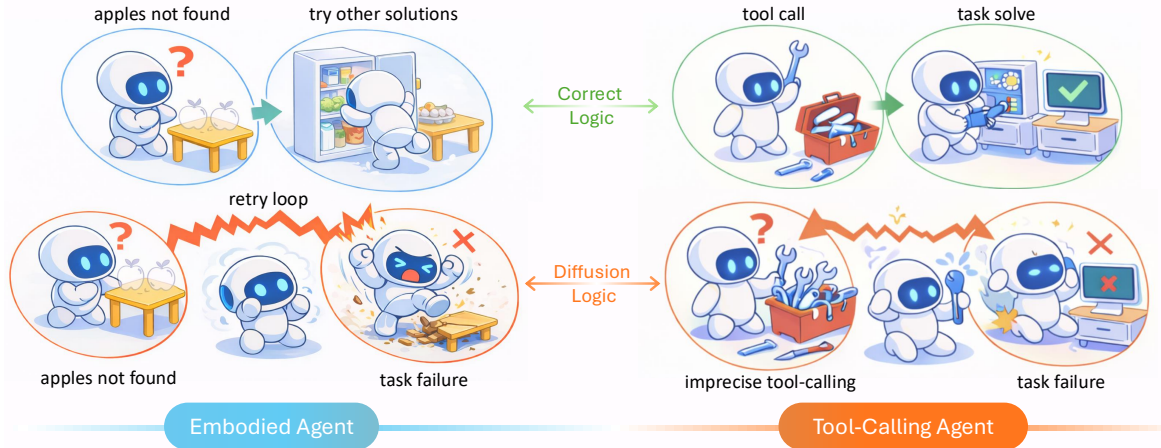 apples not found
try other solutions
tool call
task solve
Correct
Logic
retry loop
Diffusion
Logic
apples not found
task failure
imprecise tool-calling
task failure
Embodied Agent
Tool-Calling Agent